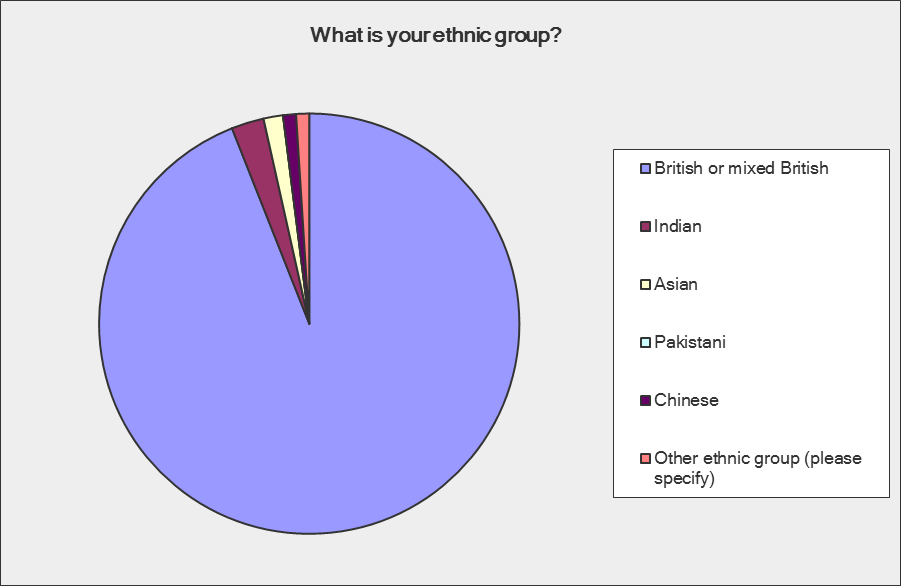 What is your ethnic group?
British or mixed British
Indian
Asian
Pakistani
Chinese
Other ethnic group (please
specify)